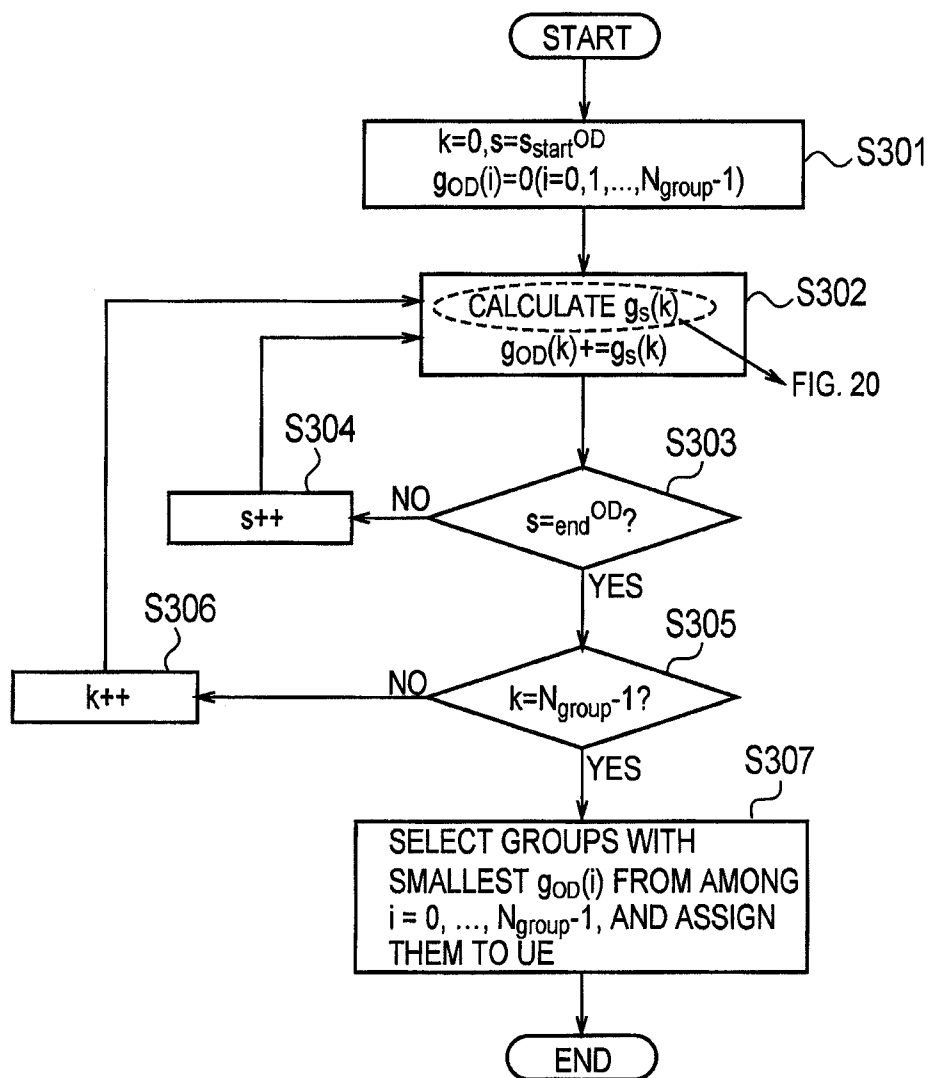 START
k=0,s=s_start^OD
g_OD(i)=0(i=0,1,...,N_group-1)
S301
CALCULATE g_s(k)
g_OD(k)+=g_s(k)
S302
FIG. 20
S304
s++
NO
S303
s=_end^OD?
YES
S306
k++
NO
S305
k=N_group-1?
YES
S307
SELECT GROUPS WITH
SMALLEST g_OD(i) FROM AMONG
i = 0, ..., N_group-1, AND ASSIGN
THEM TO UE
END